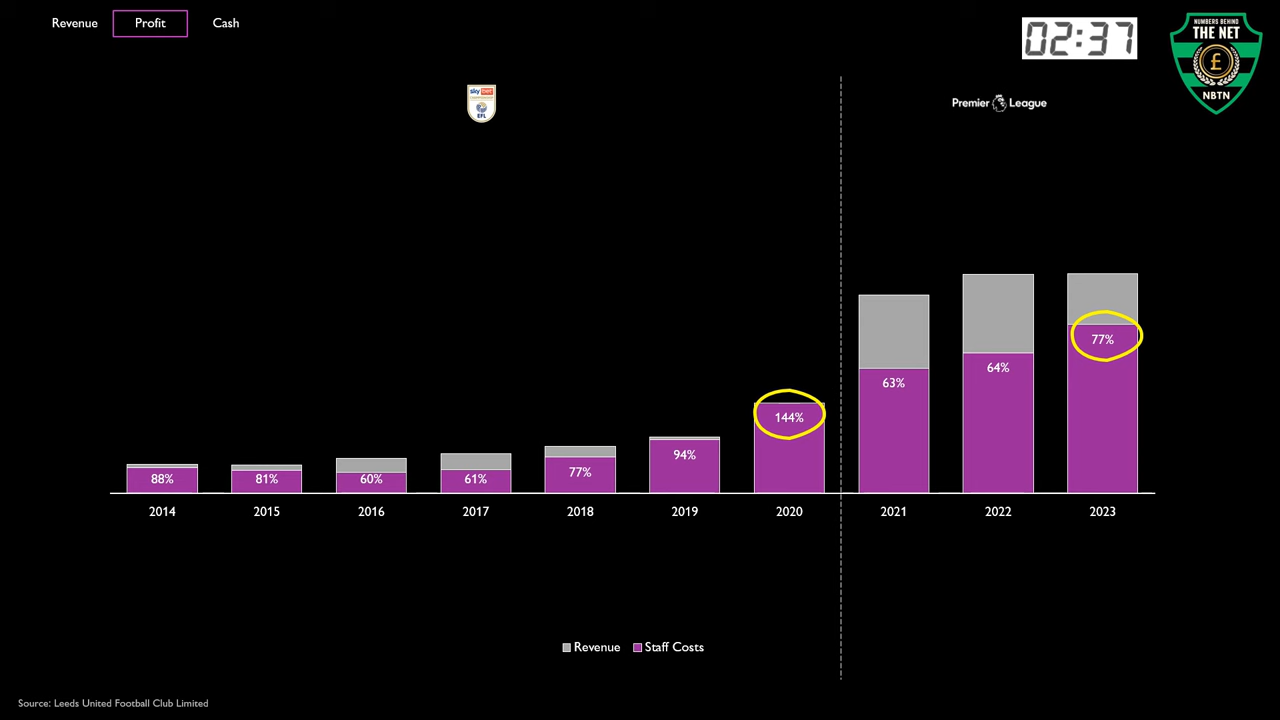 Revenue Profit Cash
02:37
NUMBERS BEHIND
THE NET
£
NBTN
sky bet
EFL
Premier League
88% 81% 60% 61% 77% 94% 144% 63% 64% 77%
2014 2015 2016 2017 2018 2019 2020 2021 2022 2023
Revenue Staff Costs
Source: Leeds United Football Club Limited